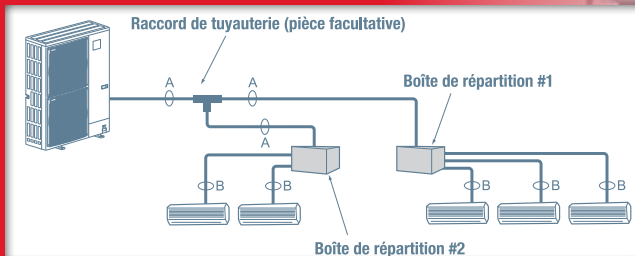 Raccord de tuyauterie (pièce facultative)
Boîte de répartition #1
A
A
A
B
B
B
B
B
Boîte de répartition #2